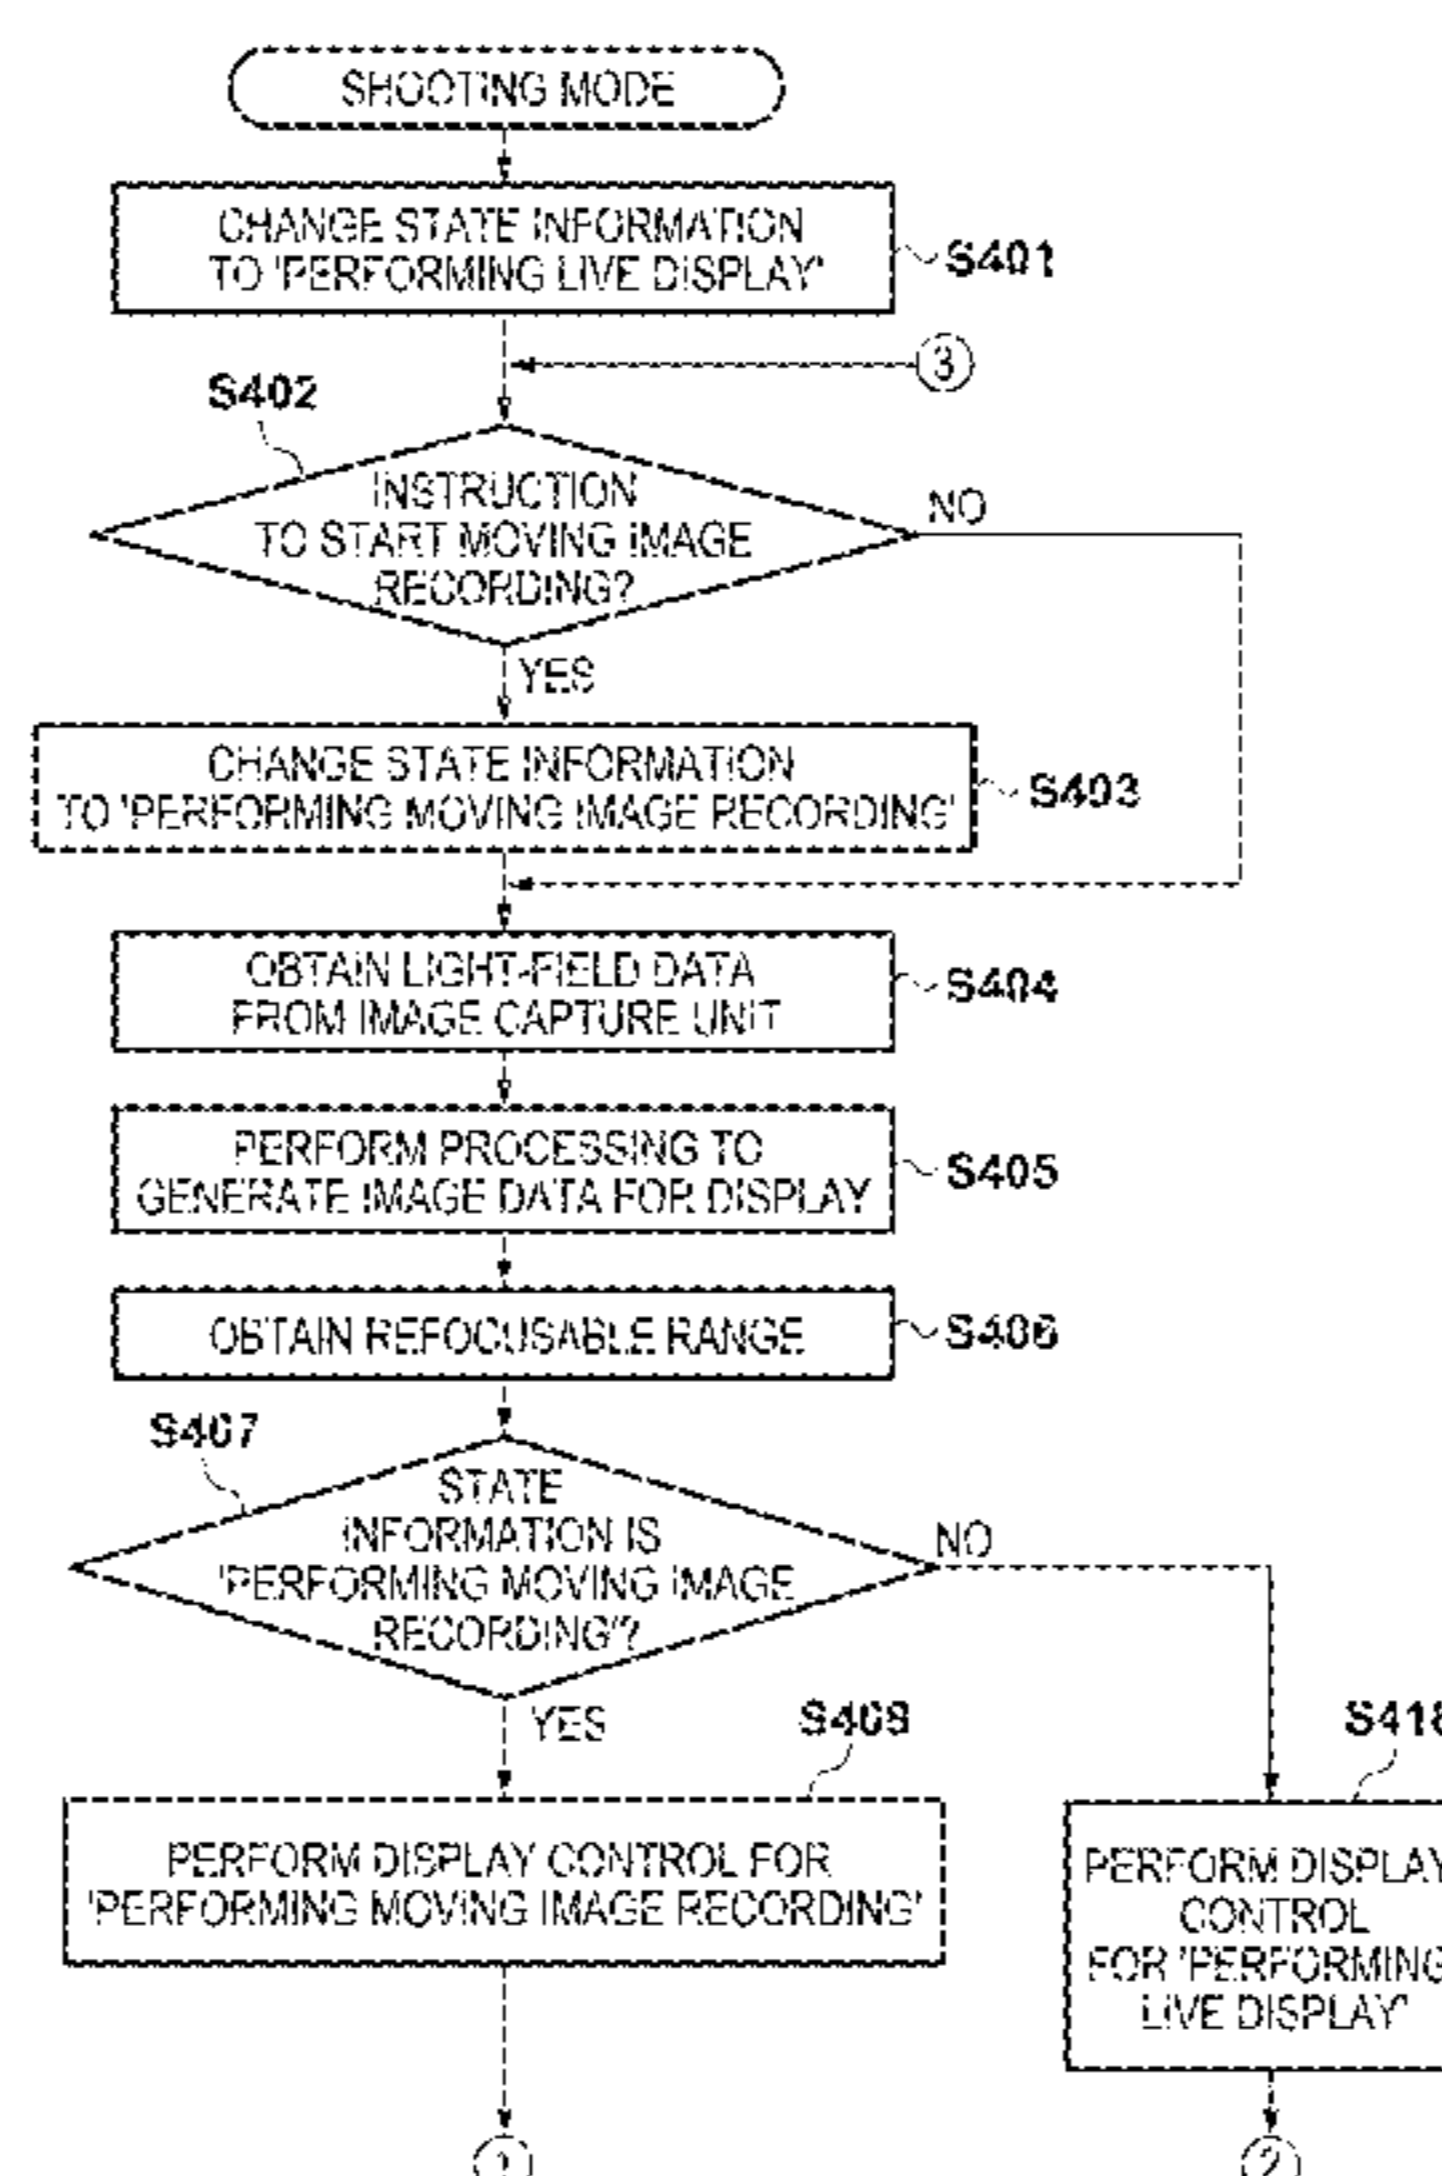 SHOOTING MODE
CHANGE STATE INFORMATION
TO 'PERFORMING LIVE DISPLAY'
S401
3
S402
INSTRUCTION
TO START MOVING IMAGE
RECORDING?
NO
YES
CHANGE STATE INFORMATION
TO 'PERFORMING MOVING IMAGE RECORDING'
S403
OBTAIN LIGHT-FIELD DATA
FROM IMAGE CAPTURE UNIT
S404
PERFORM PROCESSING TO
GENERATE IMAGE DATA FOR DISPLAY
S405
OBTAIN REFOCUSABLE RANGE
S406
S407
STATE
INFORMATION IS
'PERFORMING MOVING IMAGE
RECORDING'?
NO
YES
S408
PERFORM DISPLAY CONTROL FOR
'PERFORMING MOVING IMAGE RECORDING'
PERFORM DISPLAY
CONTROL
FOR 'PERFORMING
LIVE DISPLAY'
1
2